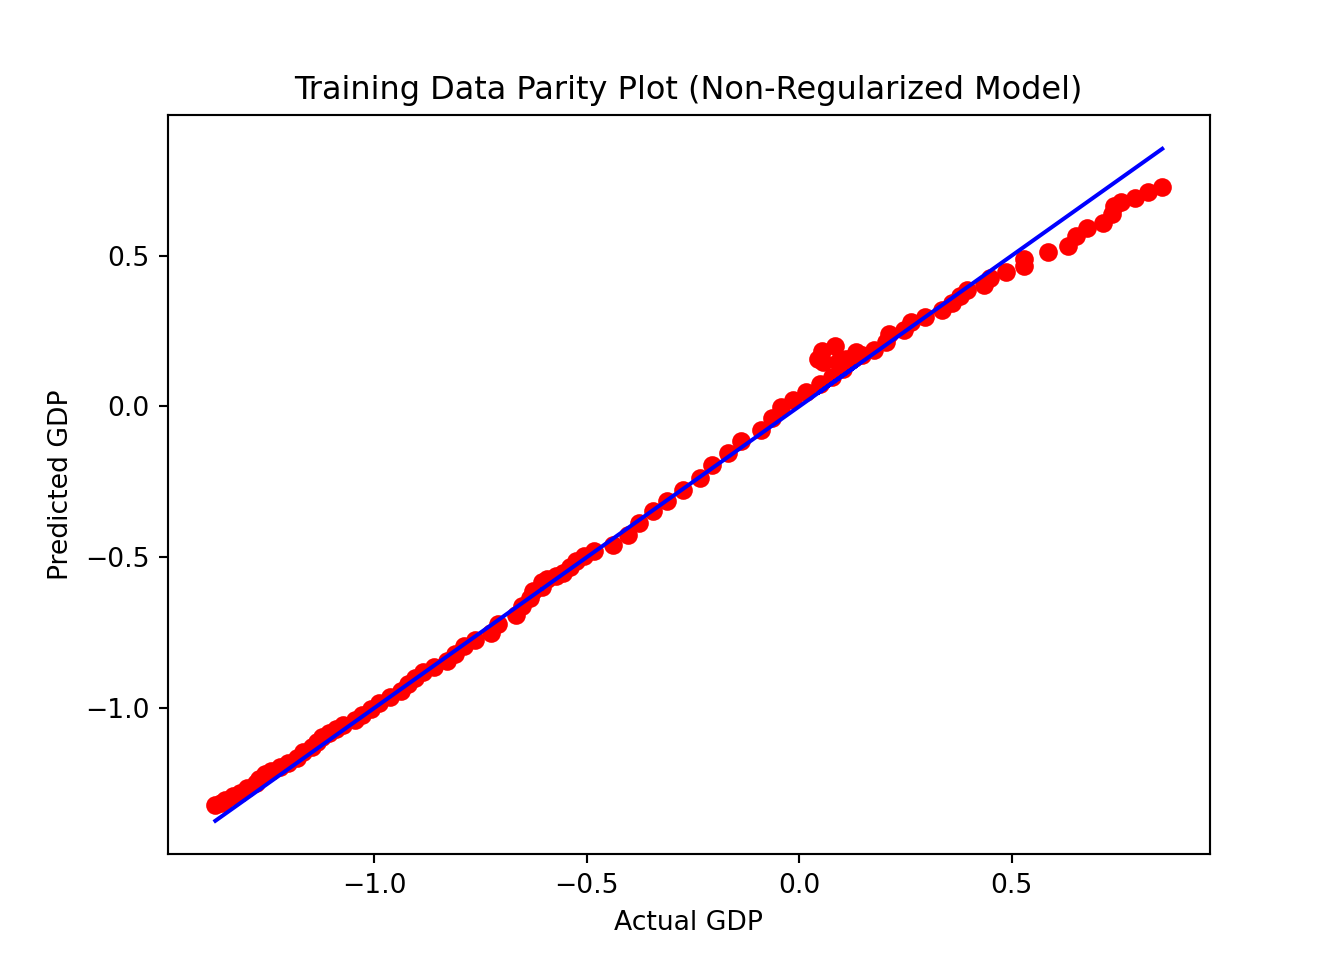 Training Data Parity Plot (Non-Regularized Model)
0.5
0.0
−0.5
−1.0
Predicted GDP
−1.0 −0.5 0.0 0.5
Actual GDP